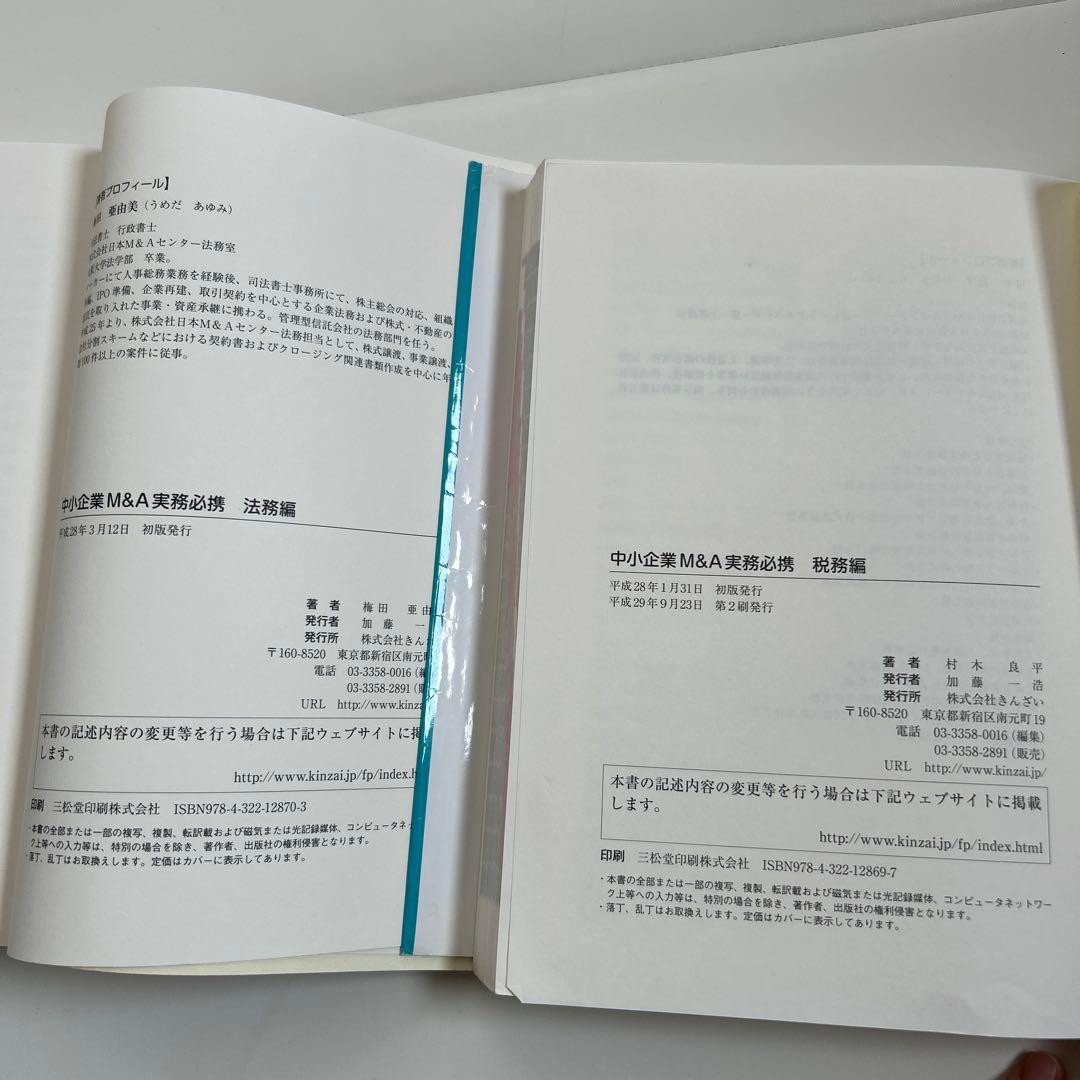 著者プロフィール】
亜由美（うめだ あゆみ）
書士 行政書士
式会社日本M&Aセンター法務室
大学法学部 卒業。
ーカーにて人事総務業務を経験後、司法書士事務所にて、株主総会の対応、組織
編、IPO準備、企業再建、取引契約を中心とする企業法務および株式・不動産の
を取り入れた事業・資産承継に携わる。管理型信託会社の法務部門を任う。
平成25年より、株式会社日本M&Aセンター法務担当として、株式譲渡、事業譲渡、
会社分割スキームなどにおける契約書およびクロージング関連書類作成を中心に年
100件以上の案件に従事。
中小企業M&A実務必携 法務編
平成28年3月12日 初版発行
著者 梅田 亜由
発行者 加藤 一
発行所 株式会社きんざ
〒160-8520 東京都新宿区南元町
電話 03-3358-0016（編
03-3358-2891（販
URL http://www.kinza
本書の記述内容の変更等を行う場合は下記ウェブサイトに掲
します。
http://www.kinzai.jp/fp/index.h
印刷 三松堂印刷株式会社 ISBN978-4-322-12870-3
・本書の全部または一部の複写、複製、転訳載および磁気または光記録媒体、コンピュータネッ
ク上等への入力等は、特別の場合を除き、著作者、出版社の権利侵害となります。
・落丁、乱丁はお取換えします。定価はカバーに表示してあります。
中小企業M&A実務必携 税務編
平成28年1月31日 初版発行
平成29年9月23日 第2刷発行
著者 村木 良平
発行者 加藤 一浩
発行所 株式会社きんざい
〒160-8520 東京都新宿区南元町19
電話 03-3358-0016（編集）
03-3358-2891（販売）
URL http://www.kinzai.jp/
本書の記述内容の変更等を行う場合は下記ウェブサイトに掲載
します。
http://www.kinzai.jp/fp/index.html
印刷 三松堂印刷株式会社 ISBN978-4-322-12869-7
・本書の全部または一部の複写、複製、転訳載および磁気または光記録媒体、コンピュータネットワー
ク上等への入力等は、特別の場合を除き、著作者、出版社の権利侵害となります。
・落丁、乱丁はお取換えします。定価はカバーに表示してあります。